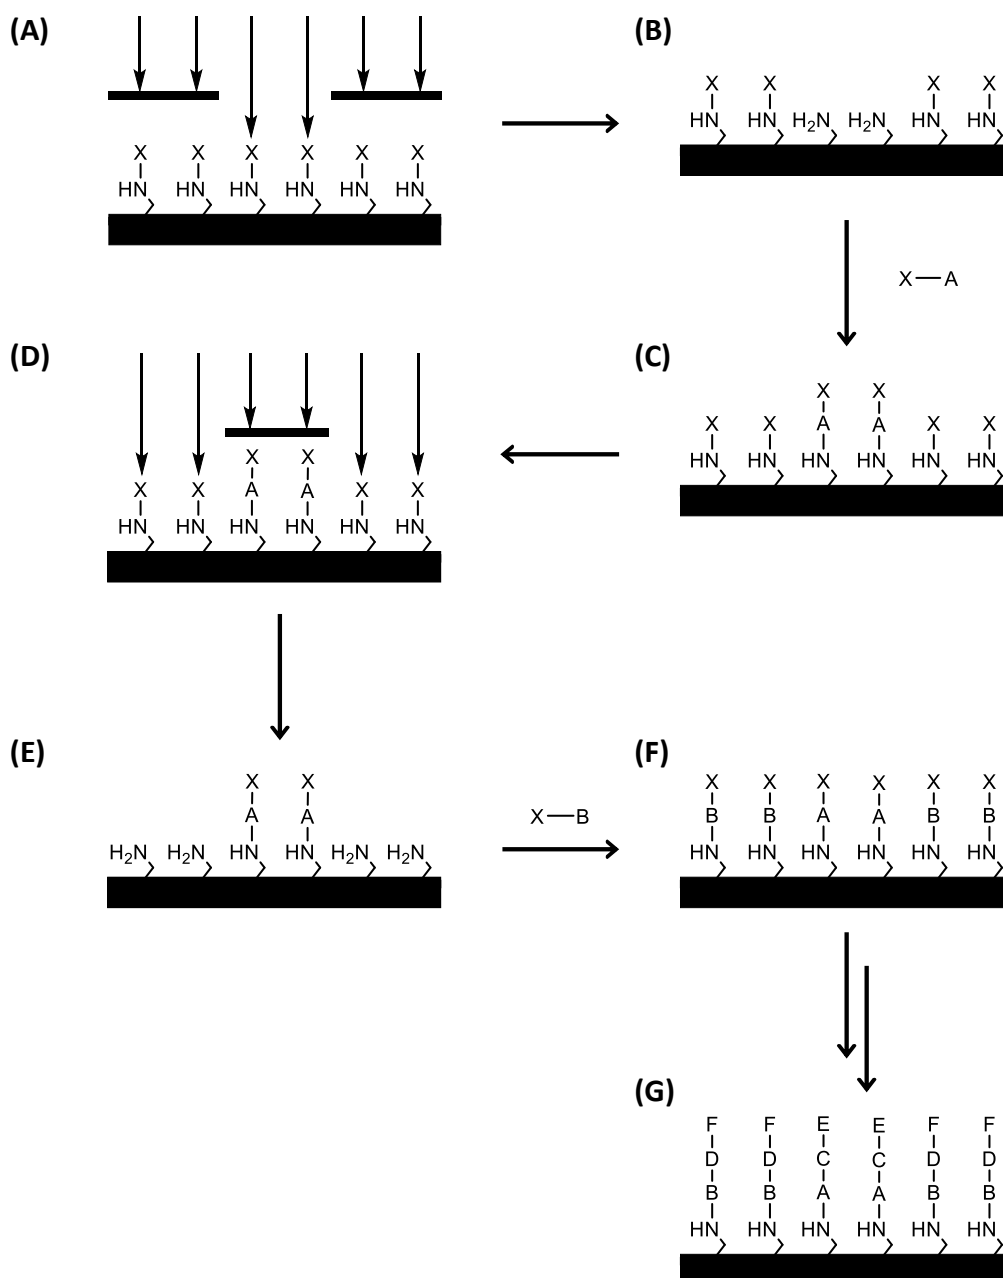 (A)
X X X X X X
HN HN HN HN HN HN
(B)
X X X X
HN HN H2N H2N HN HN
X—A
(C)
X X
X X A A X X
HN HN HN HN HN HN
(D)
X X
X X A A X X
HN HN HN HN HN HN
(E)
X X
A A
H2N H2N HN HN H2N H2N
X—B
(F)
X X X X X X
B B A A B B
HN HN HN HN HN HN
(G)
F F E E F F
D D C C D D
B B A A B B
HN HN HN HN HN HN